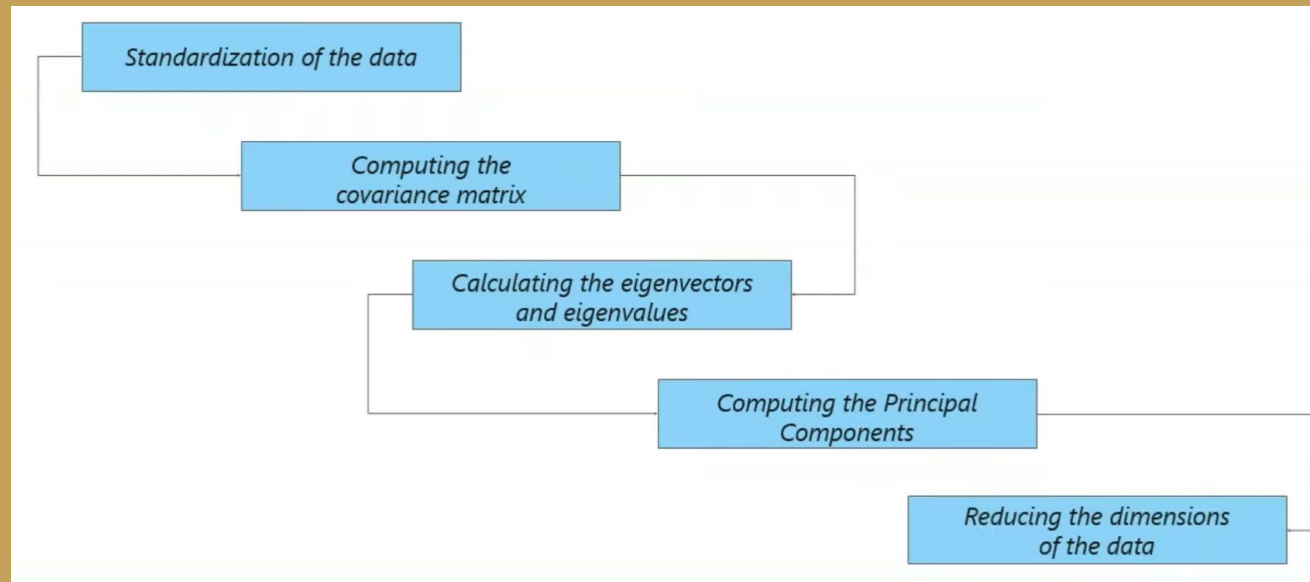 Standardization of the data
Computing the
covariance matrix
Calculating the eigenvectors
and eigenvalues
Computing the Principal
Components
Reducing the dimensions
of the data